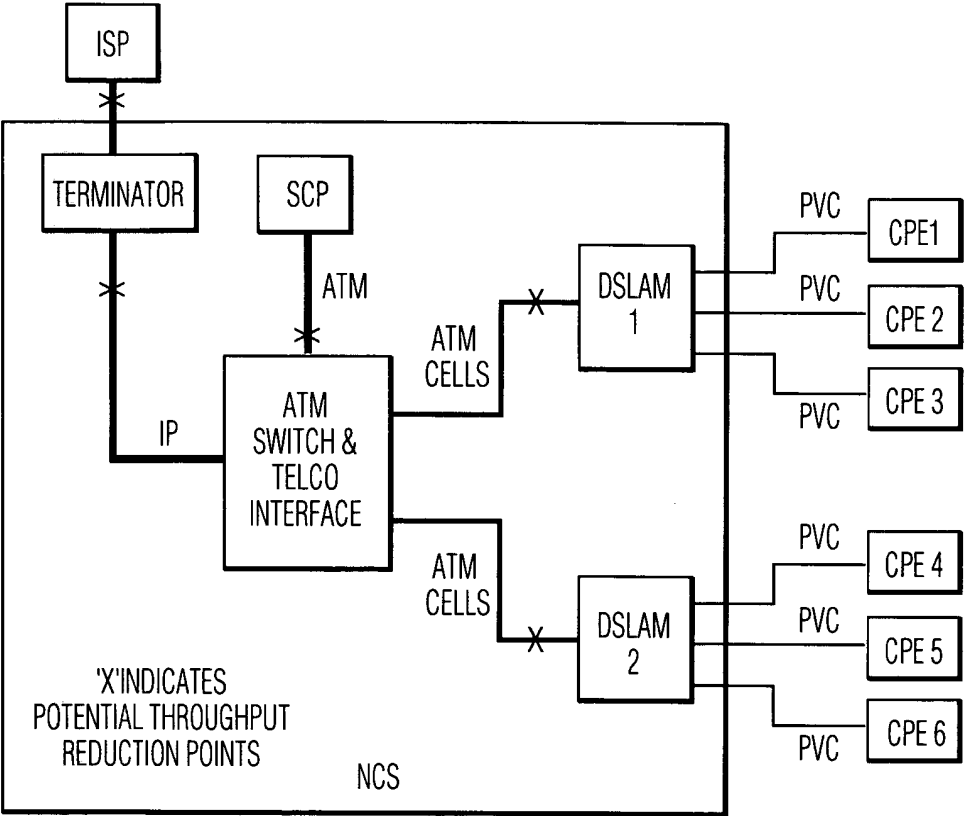 ISP
TERMINATOR
SCP
ATM
IP
ATM
SWITCH &
TELCO
INTERFACE
ATM
CELLS
DSLAM
1
PVC
CPE1
PVC
CPE 2
PVC
CPE 3
ATM
CELLS
DSLAM
2
PVC
CPE 4
PVC
CPE 5
PVC
CPE 6
'X'INDICATES
POTENTIAL THROUGHPUT
REDUCTION POINTS
NCS